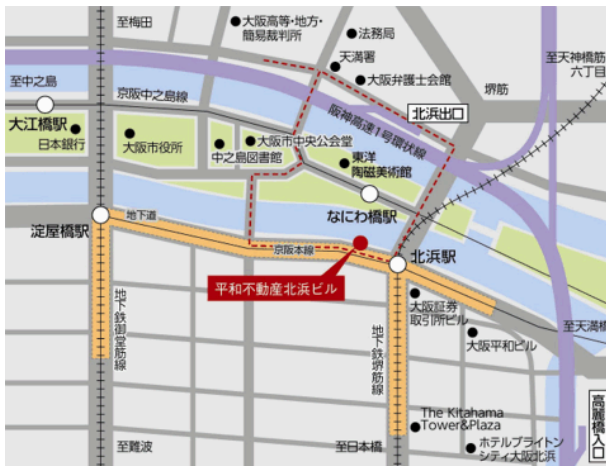 至梅田
大阪高等・地方・
簡易裁判所
法務局
天満署
大阪弁護士会館
至天神橋筋
六丁目
至中之島
京阪中之島線
堺筋
北浜出口
大江橋駅
阪神高速1号環状線
日本銀行
大阪市役所
大阪市中央公会堂
中之島図書館
東洋
陶磁美術館
なにわ橋駅
地下道
淀屋橋駅
京阪本線
北浜駅
平和不動産北浜ビル
地下鉄御堂筋線
地下鉄堺筋線
大阪証券
取引所ビル
至天満橋
大阪平和ビル
高麗橋入口
The Kitahama
Tower&Plaza
至難波
至日本橋
ホテルブライトン
シティ大阪北浜